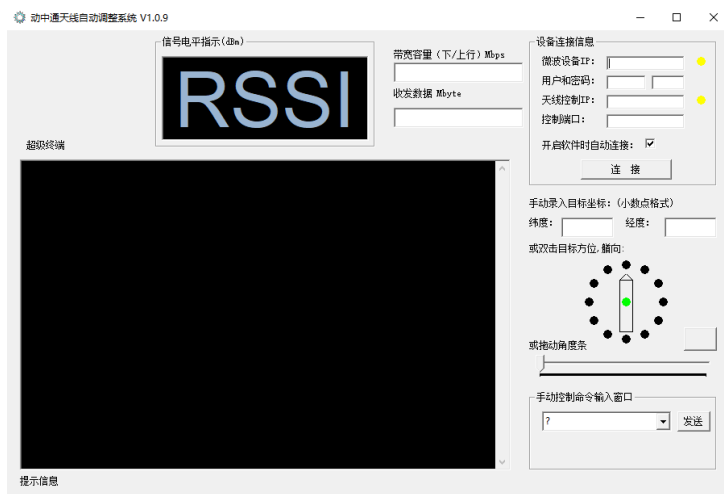 动中通天线自动调整系统 V1.0.9
信号电平指示(dBm)
RSSI
带宽容量（下/上行）Mbps
收发数据 Mbyte
设备连接信息
微波设备IP:
用户和密码:
天线控制IP:
控制端口:
开启软件时自动连接:
连 接
超级终端
手动录入目标坐标:（小数点格式）
纬度:
经度:
或双击目标方位,艏向:
或拖动角度条
手动控制命令输入窗口
?
发送
提示信息